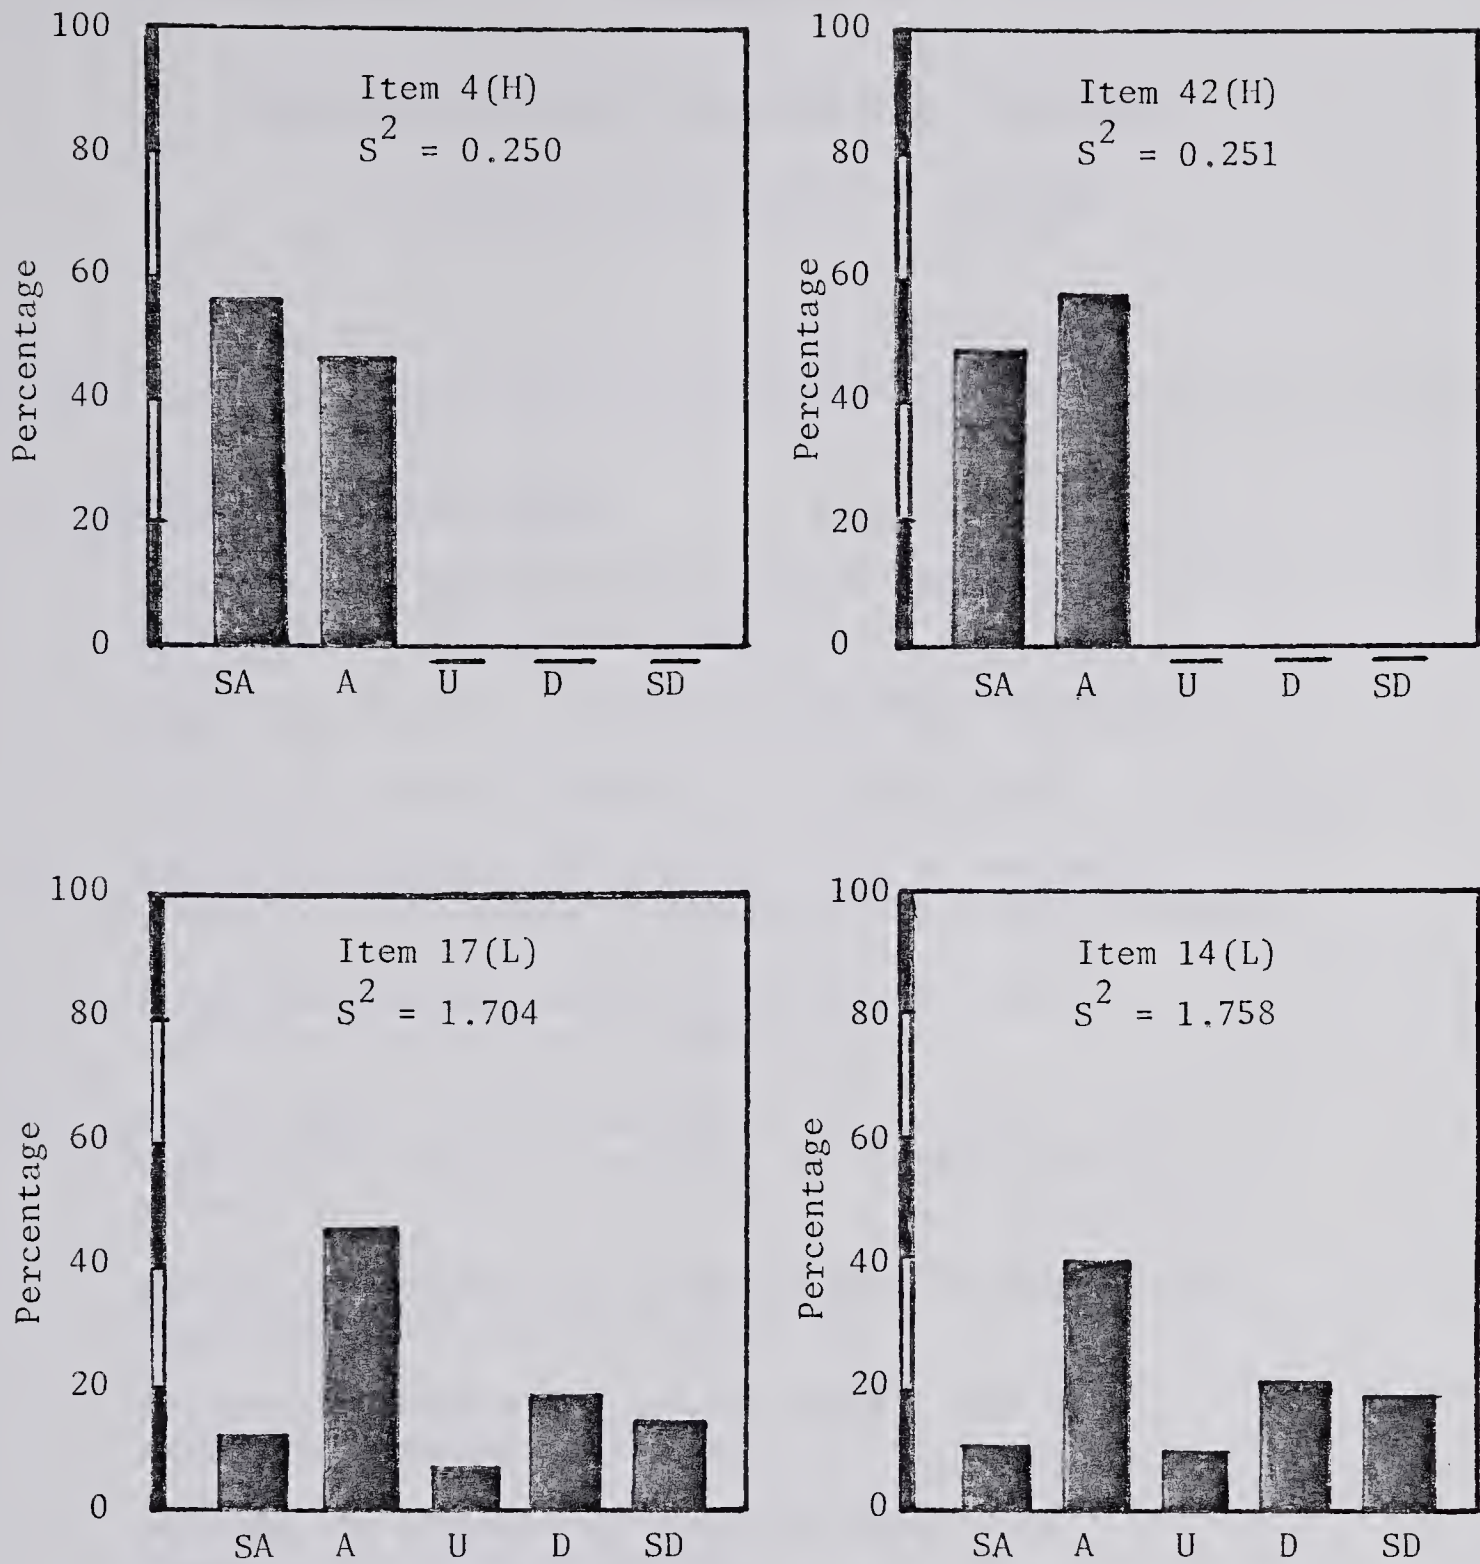 100
80
60
40
20
0
Percentage
Item 4(H)
S² = 0.250
SA A U D SD
100
80
60
40
20
0
Percentage
Item 42(H)
S² = 0.251
SA A U D SD
100
80
60
40
20
0
Percentage
Item 17(L)
S² = 1.704
SA A U D SD
100
80
60
40
20
0
Percentage
Item 14(L)
S² = 1.758
SA A U D SD